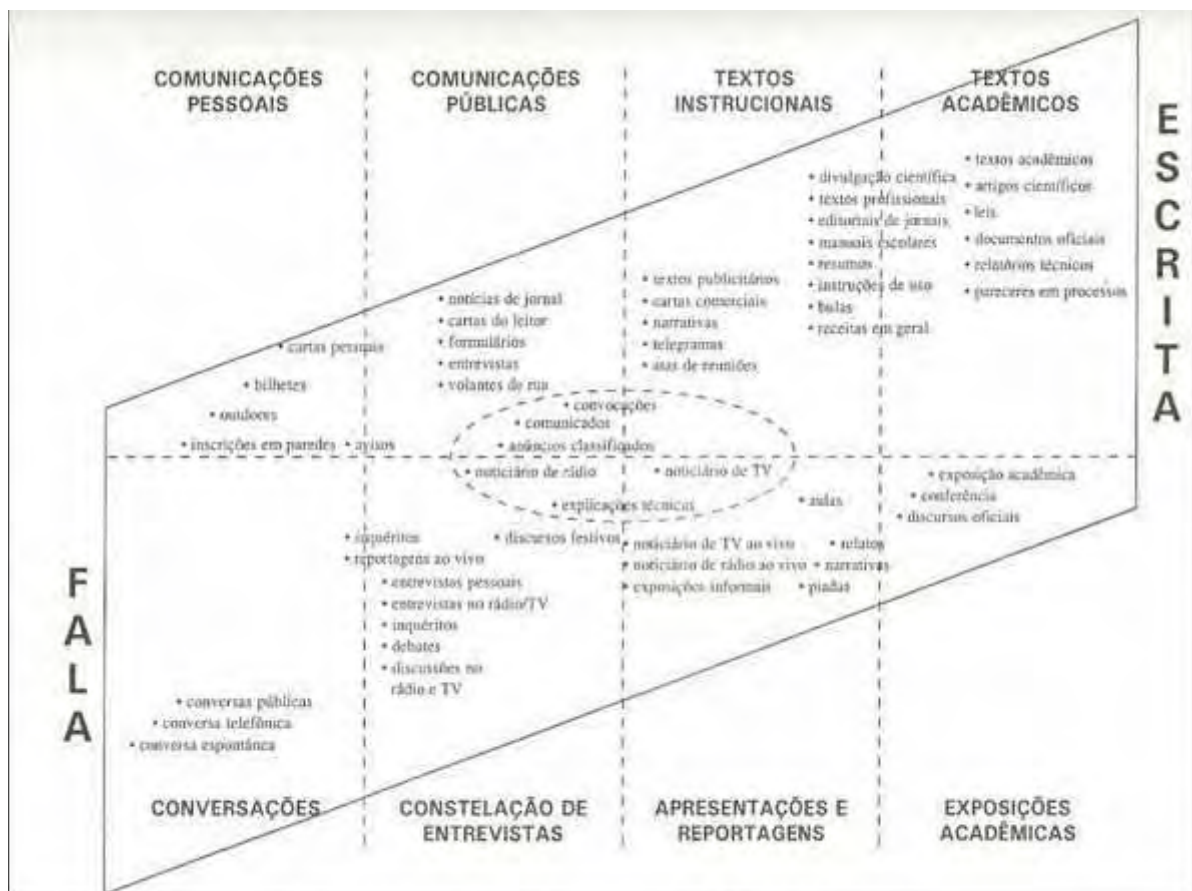 COMUNICAÇÕES
PESSOAIS
COMUNICAÇÕES
PÚBLICAS
TEXTOS
INSTRUCIONAIS
TEXTOS
ACADÊMICOS
ESCRITA
• textos acadêmicos
• artigos científicos
• leis
• documentos oficiais
• relatórios técnicos
• pareceres em processos
• divulgação científica
• textos profissionais
• editoriais de jornais
• manuais escolares
• resumos
• instruções de uso
• bulas
• receitas em geral
• textos publicitários
• cartas comerciais
• narrativas
• telegramas
• atas de reuniões
• notícias de jornal
• cartas do leitor
• formulários
• entrevistas
• volantes de rua
• cartas pessoais
• bilhetes
• outdoors
• inscrições em paredes • avisos
• convocações
• comunicados
• anúncios classificados
• noticiário de rádio
• noticiário de TV
• explicações técnicas
• aulas
• exposição acadêmica
• conferência
• discursos oficiais
• inquéritos
• discursos festivos
• reportagens ao vivo
• noticiário de TV ao vivo
• relatos
• noticiário de rádio ao vivo
• narrativas
• exposições informais
• piadas
• entrevistas pessoais
• entrevistas no rádio/TV
• inquéritos
• debates
• discussões no
rádio e TV
• conversas públicas
• conversa telefônica
• conversa espontânea
FALA
CONVERSAÇÕES
CONSTELAÇÃO DE
ENTREVISTAS
APRESENTAÇÕES E
REPORTAGENS
EXPOSIÇÕES
ACADÊMICAS